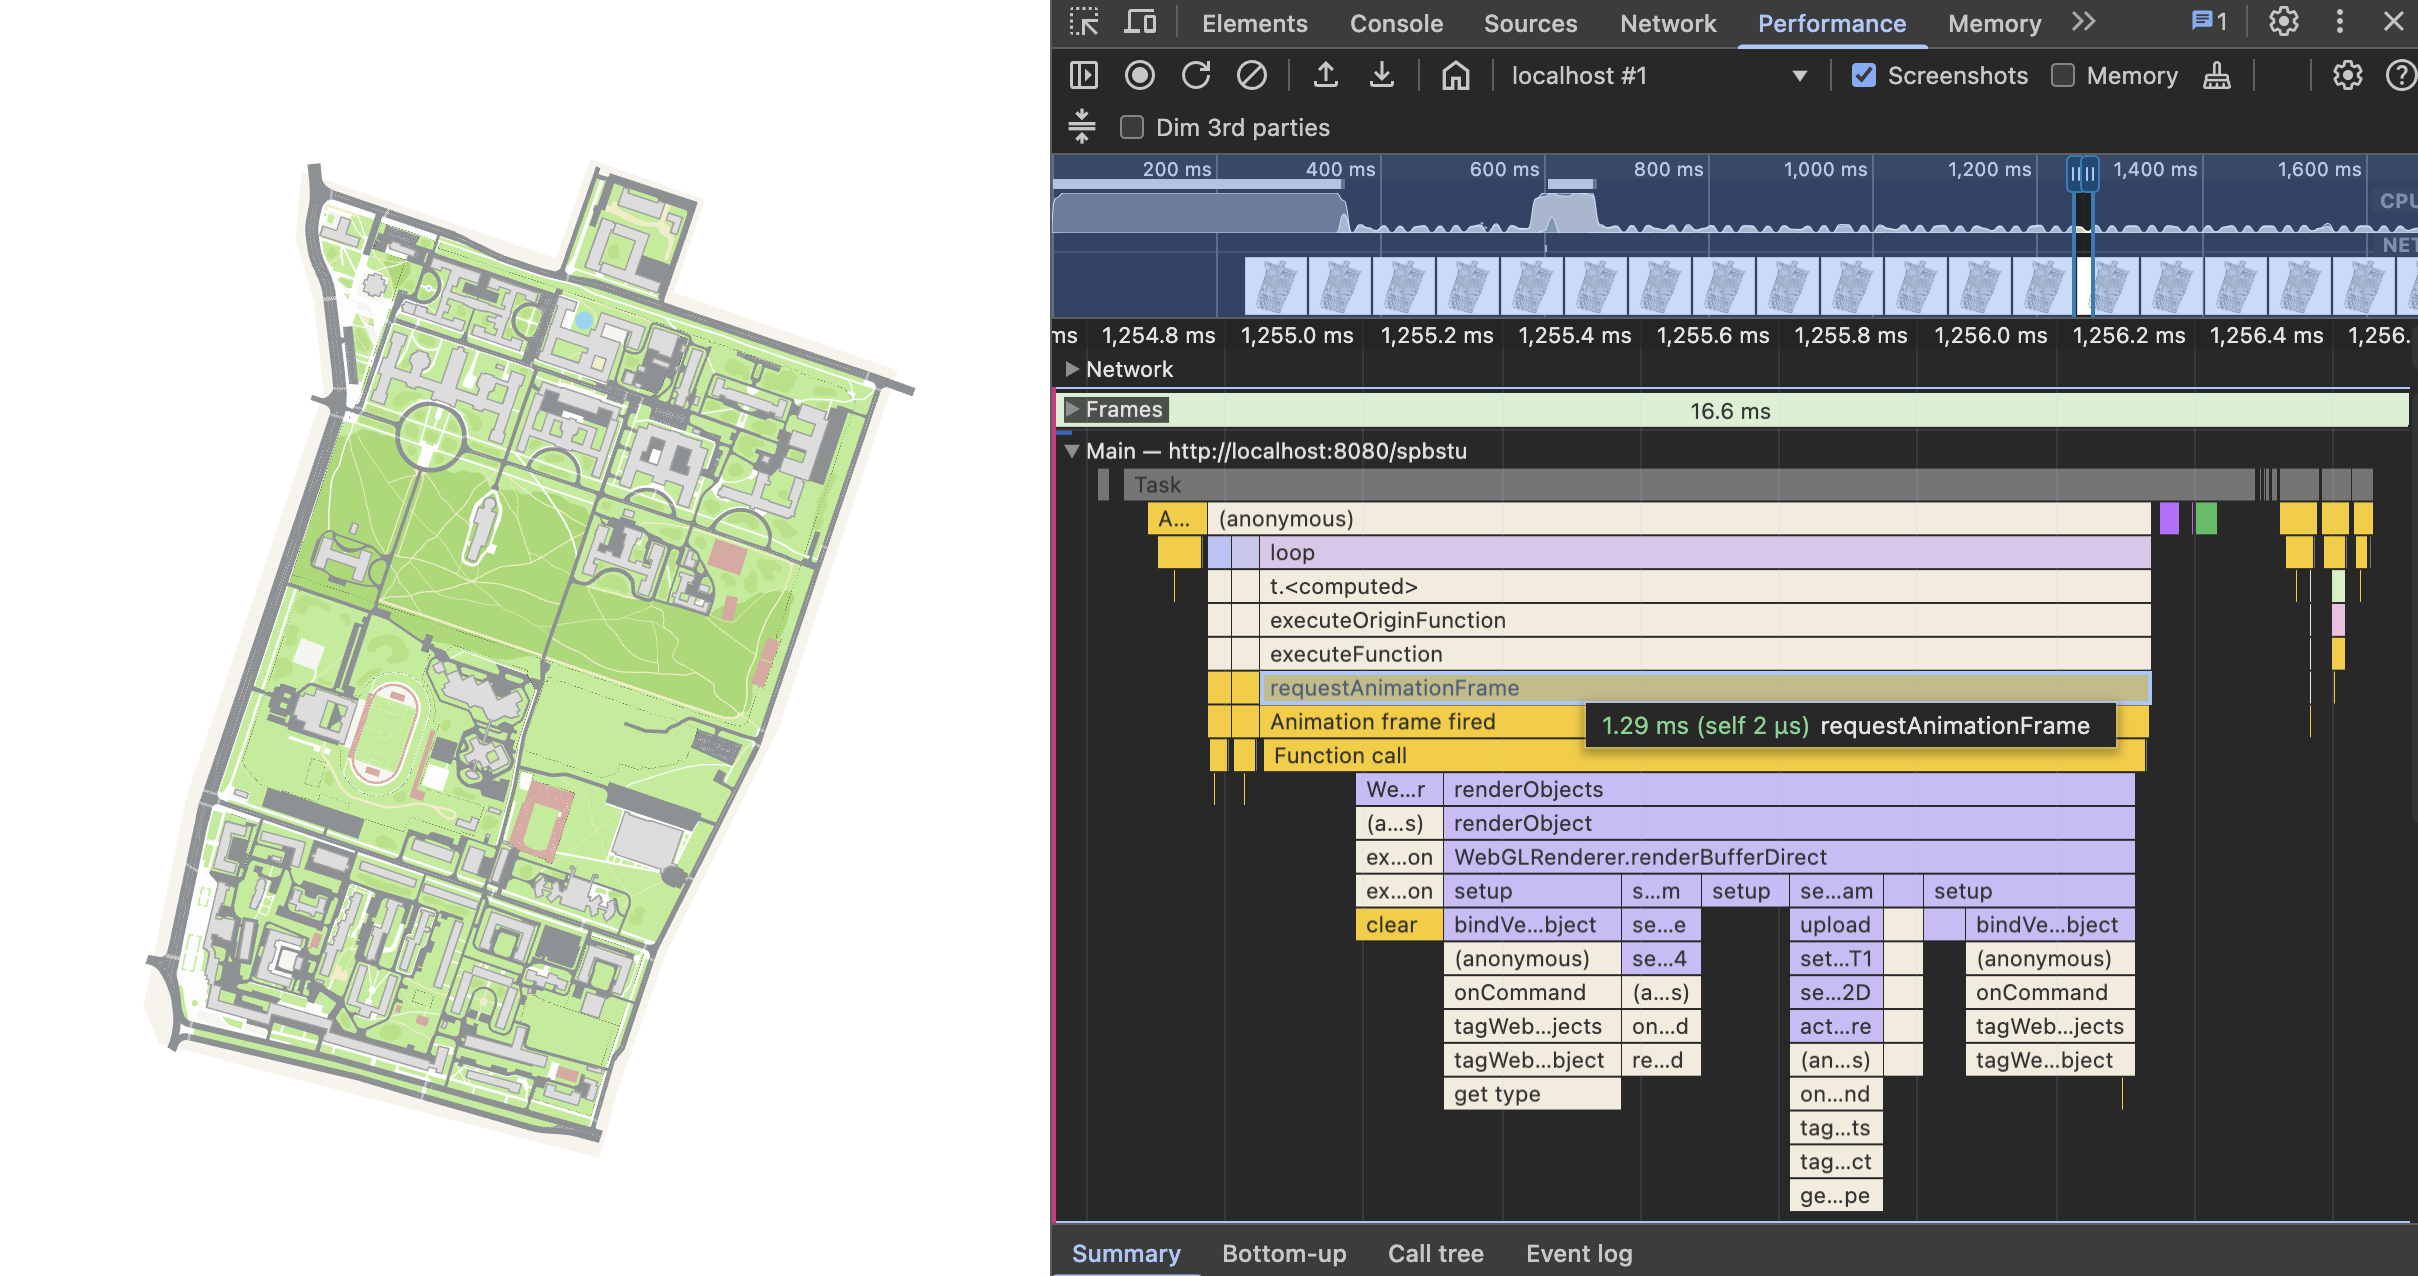 Elements Console Sources Network Performance Memory 1
localhost #1 Screenshots Memory
Dim 3rd parties
200 ms 400 ms 600 ms 800 ms 1,000 ms 1,200 ms 1,400 ms 1,600 ms
CPU
NET
ms 1,254.8 ms 1,255.0 ms 1,255.2 ms 1,255.4 ms 1,255.6 ms 1,255.8 ms 1,256.0 ms 1,256.2 ms 1,256.4 ms 1,256.
Network
Frames 16.6 ms
Main — http://localhost:8080/spbstu
Task
A... (anonymous)
loop
t.<computed>
executeOriginFunction
executeFunction
requestAnimationFrame
Animation frame fired
1.29 ms (self 2 μs) requestAnimationFrame
Function call
We...r renderObjects
(a...s) renderObject
ex...on WebGLRenderer.renderBufferDirect
ex...on setup s...m setup se...am setup
clear bindVe...bject se...e upload bindVe...bject
(anonymous) se...4 set...T1 (anonymous)
onCommand (a...s) se...2D onCommand
tagWeb...jects on...d act...re tagWeb...jects
tagWeb...bject re...d (an...s) tagWe...bject
get type on...nd
tag...ts
tag...ct
ge...pe
Summary Bottom-up Call tree Event log